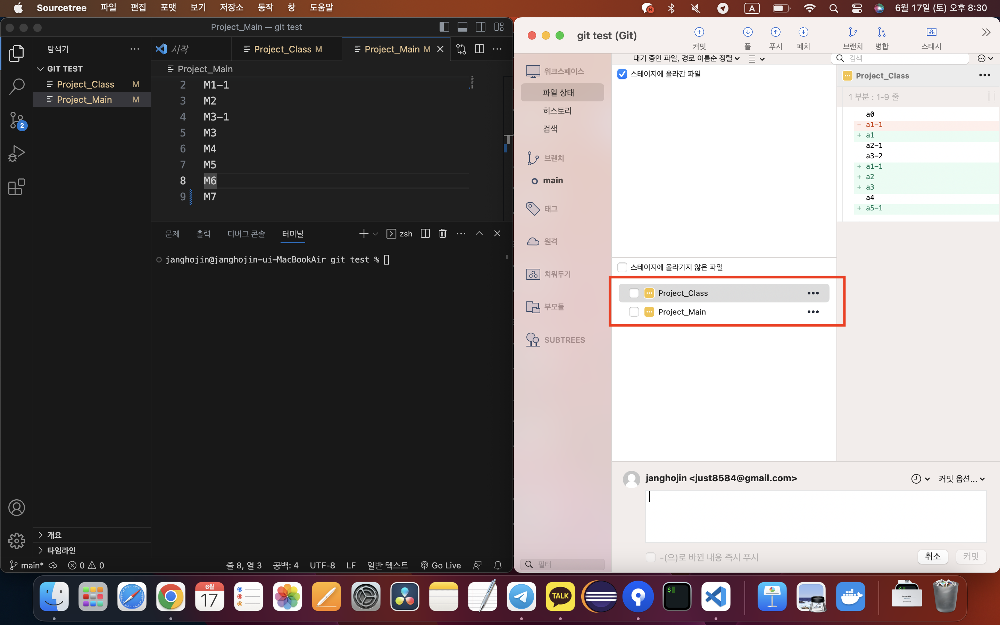 Sourcetree 파일 편집 포맷 보기 저장소 동작 창 도움말
N A 6월 17일 (토) 오후 8:30
Project_Main — git test
탐색기
시작
Project_Class M
Project_Main M
GIT TEST
Project_Class M
Project_Main M
Project_Main
2 M1-1
3 M2
4 M3-1
5 M3
6 M4
7 M5
8 M6
9 M7
2
문제 출력 디버그 콘솔 터미널 zsh
janghojin@janghojin-ui-MacBookAir git test %
개요
타임라인
main* 0 0 줄 8, 열 3 공백: 4 UTF-8 LF 일반 텍스트 Go Live
git test (Git)
커밋 풀 푸시 페치 브랜치 병합 스태시
대기 중인 파일, 경로 이름순 정렬
검색
워크스페이스
파일 상태
히스토리
검색
브랜치
main
태그
원격
치워두기
부모듈
SUBTREES
필터
스테이지에 올라간 파일
스테이지에 올라가지 않은 파일
Project_Class
Project_Main
Project_Class
1 부분 : 1-9 줄
a0
- a1-1
+ a1
a2-1
a3-2
+ a1-1
+ a2
+ a3
a4
+ a5-1
janghojin <just8584@gmail.com>
커밋 옵션...
-(으)로 바뀐 내용 즉시 푸시
취소 커밋
6월
17
TALK
$